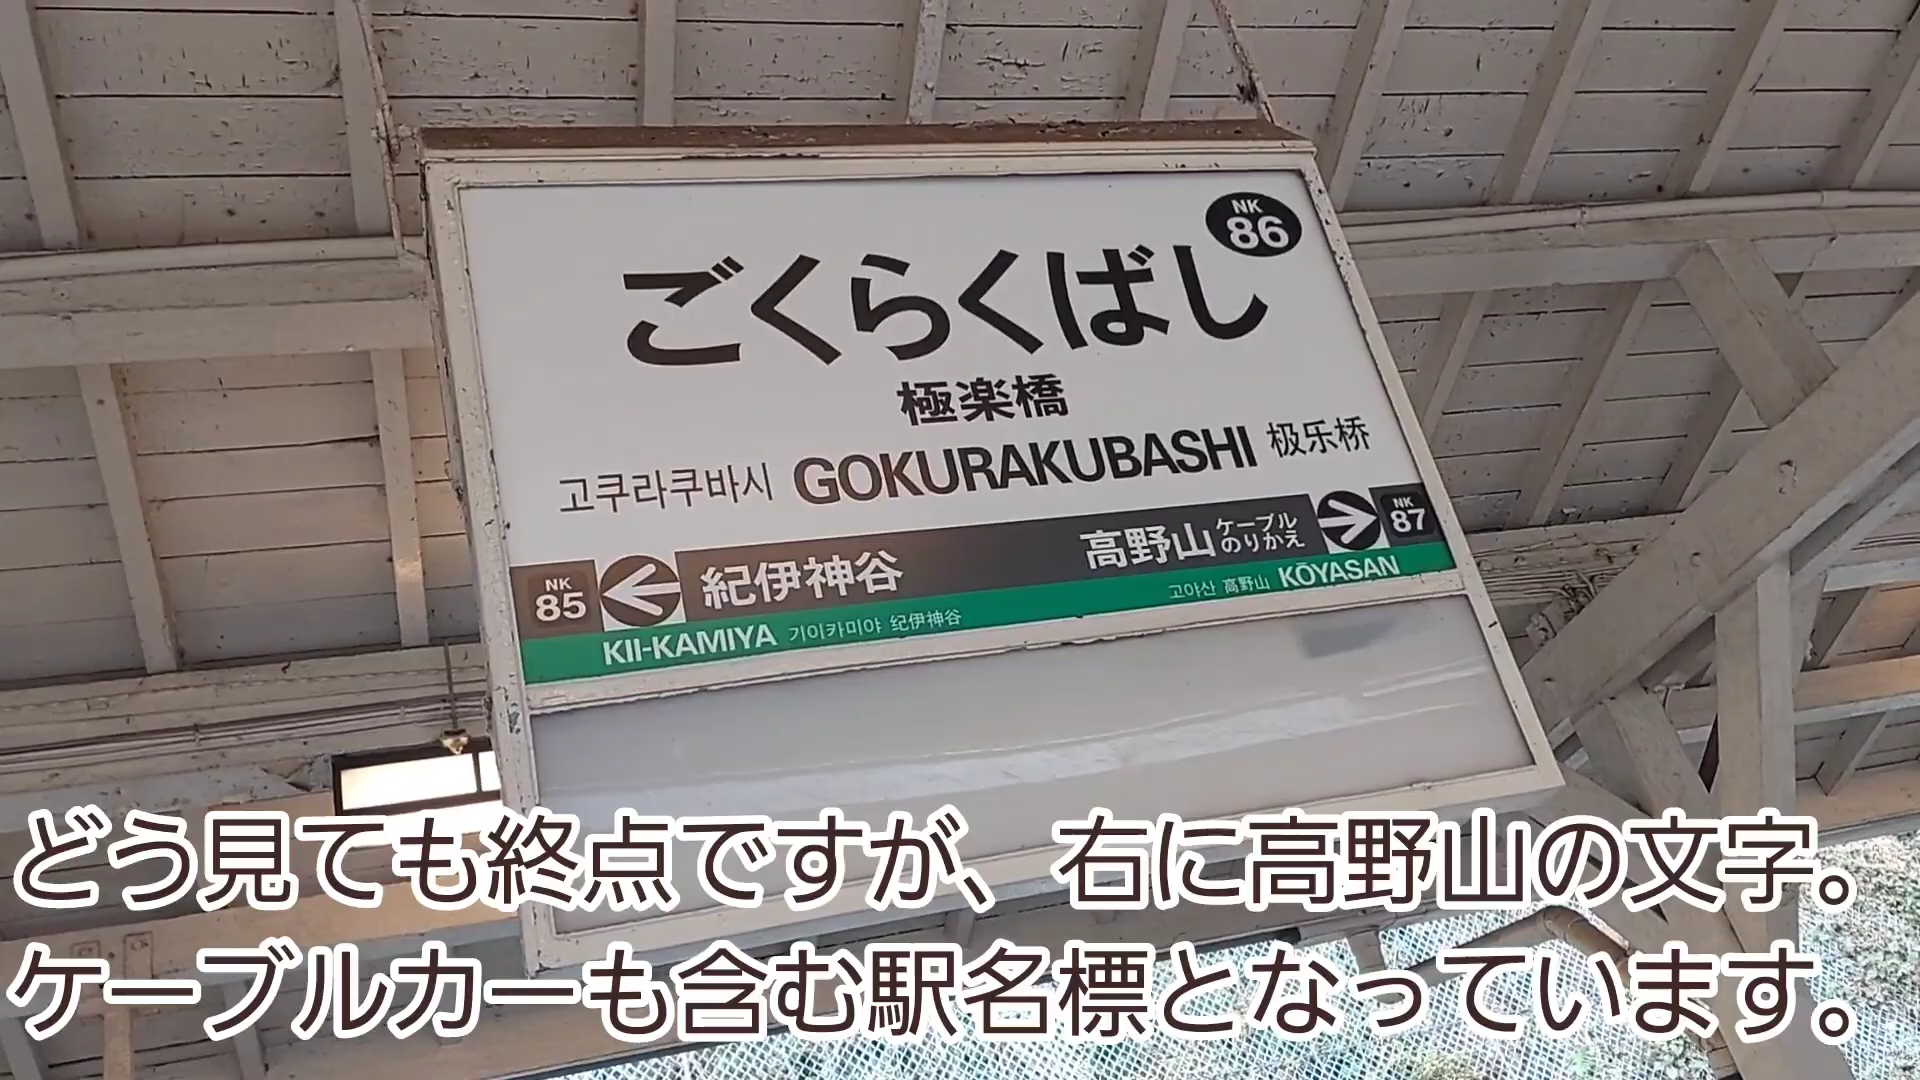 NK
86
ごくらくばし
極楽橋
고쿠라쿠바시 GOKURAKUBASHI 极乐桥
NK
85
紀伊神谷
高野山 ケーブル
のりかえ
NK
87
KII-KAMIYA 기이카미야 纪伊神谷
고야산 高野山 KŌYASAN
どう見ても終点ですが、右に高野山の文字。
ケーブルカーも含む駅名標となっています。